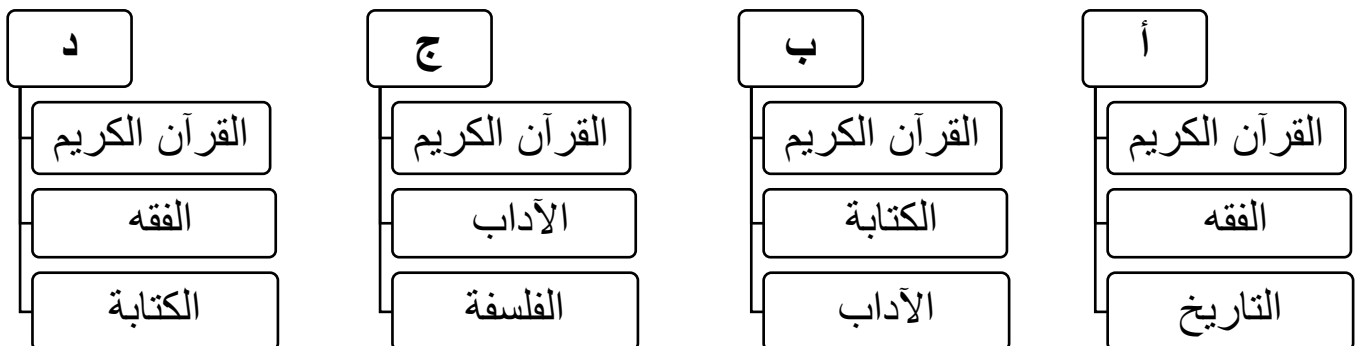 أ
القرآن الكريم
الفقه
التاريخ
ب
القرآن الكريم
الكتابة
الآداب
ج
القرآن الكريم
الآداب
الفلسفة
د
القرآن الكريم
الفقه
الكتابة